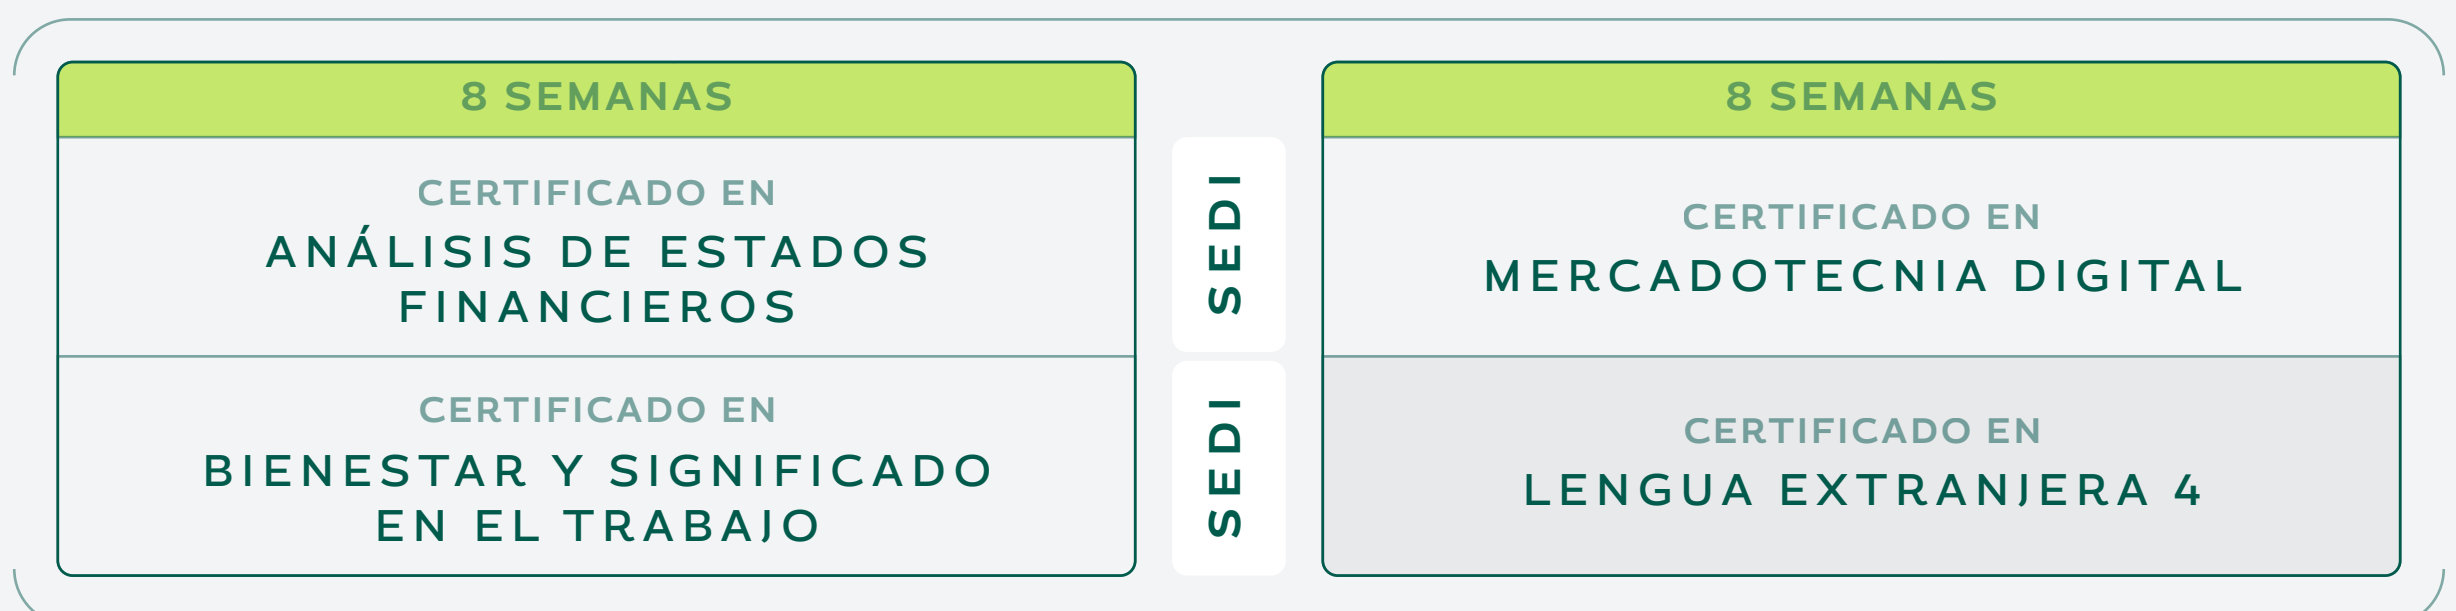 8 SEMANAS
CERTIFICADO EN
ANÁLISIS DE ESTADOS
FINANCIEROS
CERTIFICADO EN
BIENESTAR Y SIGNIFICADO
EN EL TRABAJO
SEDI
SEDI
8 SEMANAS
CERTIFICADO EN
MERCADOTECNIA DIGITAL
CERTIFICADO EN
LENGUA EXTRANJERA 4